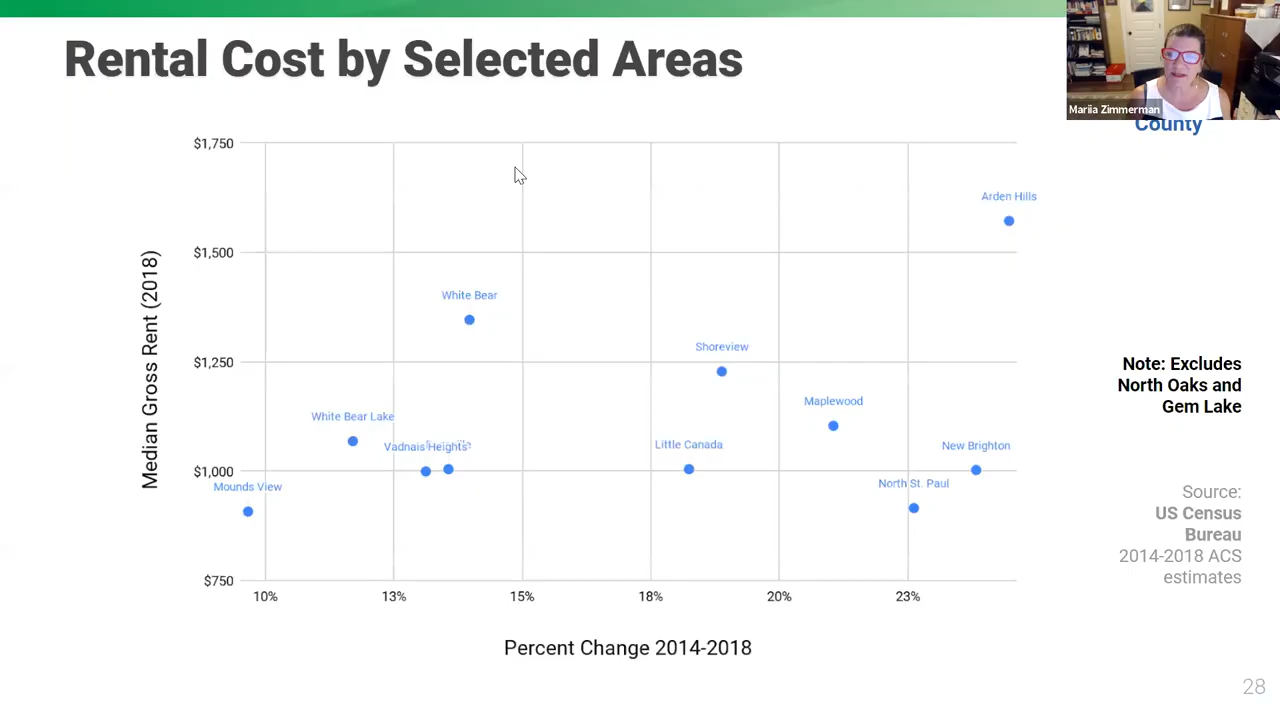 Rental Cost by Selected Areas
Mariia Zimmerman
County
$1,750
Arden Hills
$1,500
White Bear
$1,250
Shoreview
Maplewood
White Bear Lake
Vadnais Heights
Little Canada
New Brighton
$1,000
North St. Paul
Mounds View
$750
10%
13%
15%
18%
20%
23%
Median Gross Rent (2018)
Percent Change 2014-2018
Note: Excludes
North Oaks and
Gem Lake
Source:
US Census
Bureau
2014-2018 ACS
estimates
28